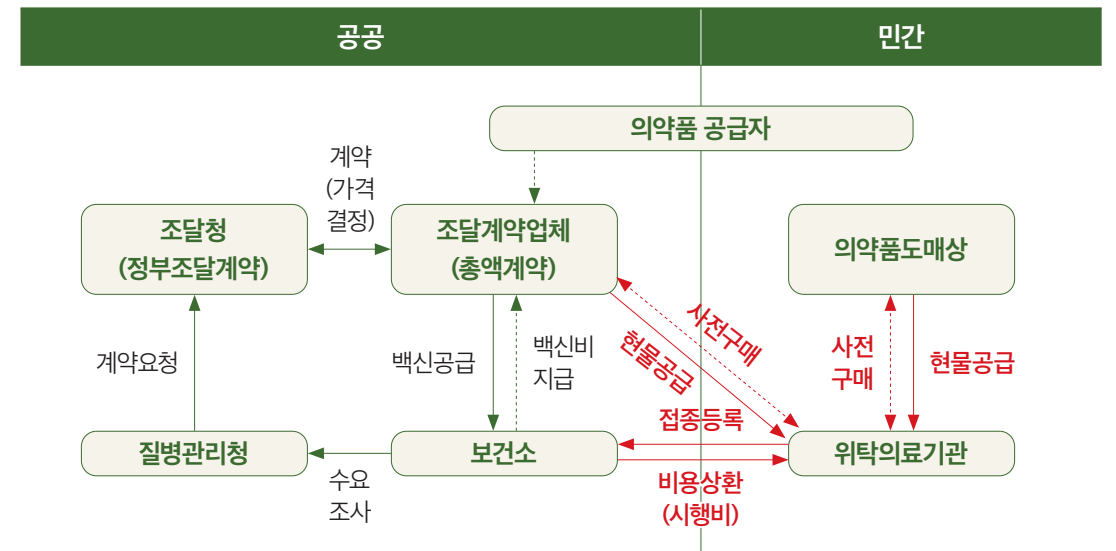 공공
민간
의약품 공급자
계약
(가격
결정)
조달청
(정부조달계약)
조달계약업체
(총액계약)
의약품도매상
사전구매
현물공급
계약요청
백신공급
백신비
지급
사전
구매
현물공급
접종등록
질병관리청
보건소
위탁의료기관
수요
조사
비용상환
(시행비)